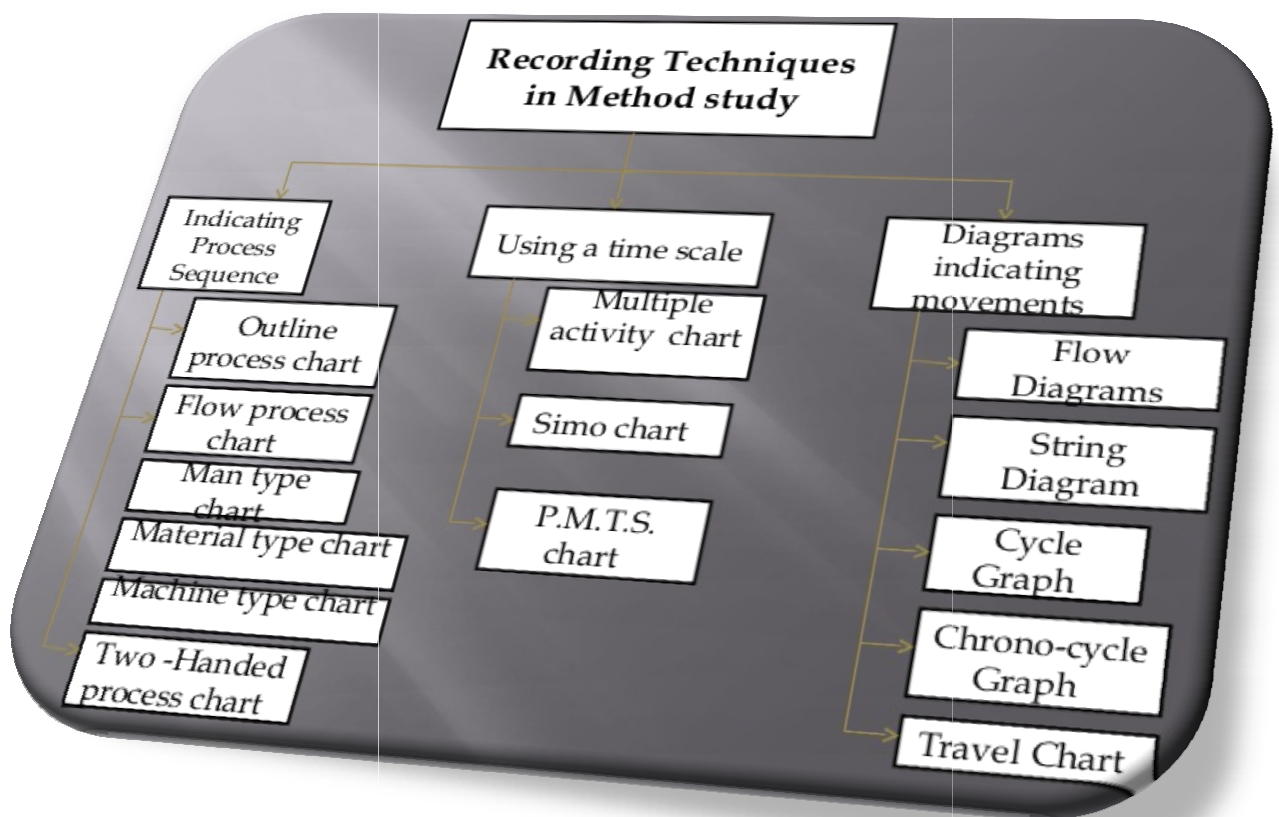 Recording Techniques
in Method study
Indicating
Process
Sequence
Outline
process chart
Flow process
chart
Man type
chart
Material type chart
Machine type chart
Two -Handed
process chart
Using a time scale
Multiple
activity chart
Simo chart
P.M.T.S.
chart
Diagrams
indicating
movements
Flow
Diagrams
String
Diagram
Cycle
Graph
Chrono-cycle
Graph
Travel Chart